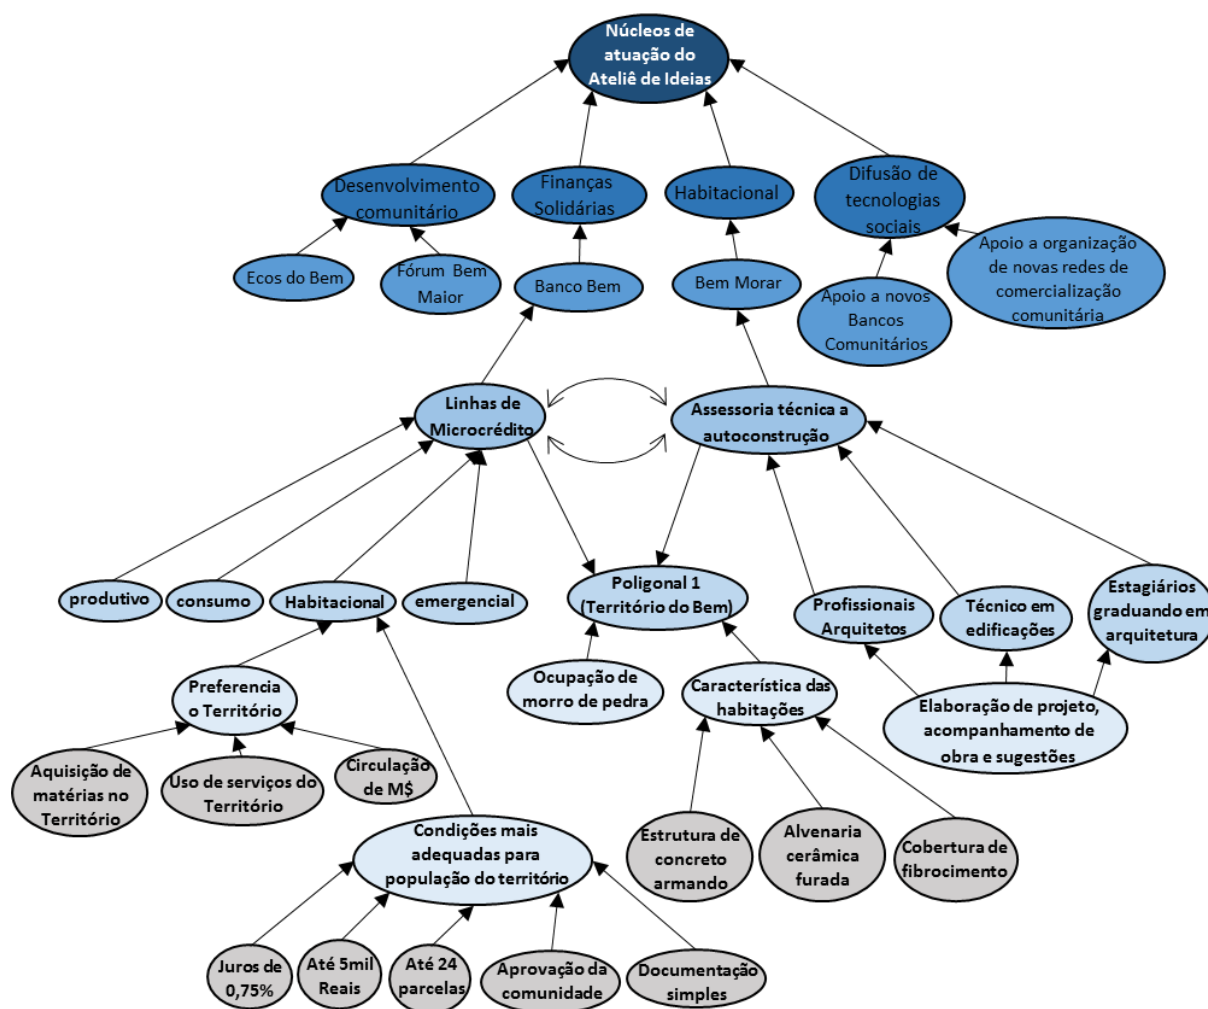 Núcleos de
atuação do
Ateliê de Ideias
Desenvolvimento
comunitário
Finanças
Solidárias
Habitacional
Difusão de
tecnologias
sociais
Ecos do Bem
Fórum Bem
Maior
Banco Bem
Bem Morar
Apoio a novos
Bancos
Comunitários
Apoio a organização
de novas redes de
comercialização
comunitária
Linhas de
Microcrédito
Assessoria técnica a
autoconstrução
produtivo
consumo
Habitacional
emergencial
Poligonal 1
(Território do Bem)
Profissionais
Arquitetos
Técnico em
edificações
Estagiários
graduando em
arquitetura
Preferencia
o Território
Ocupação de
morro de pedra
Característica das
habitações
Elaboração de projeto,
acompanhamento de
obra e sugestões
Aquisição de
matérias no
Território
Uso de serviços do
Território
Circulação
de M$
Condições mais
adequadas para
população do território
Estrutura de
concreto
armando
Alvenaria
cerâmica
furada
Cobertura de
fibrocimento
Juros de
0,75%
Até 5mil
Reais
Até 24
parcelas
Aprovação da
comunidade
Documentação
simples